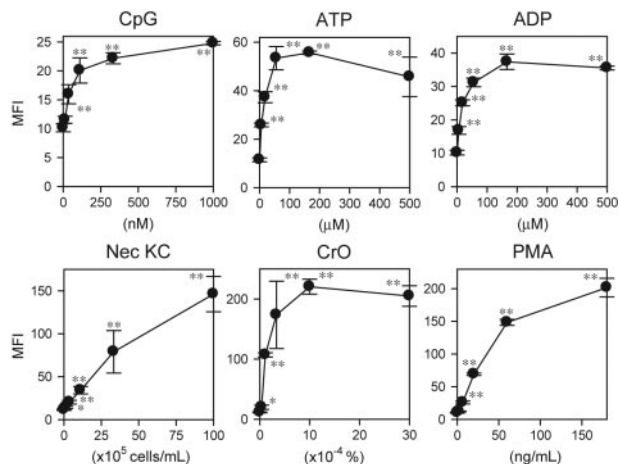 CpG ATP ADP
MFI
25
20
15
10
5
0
0 250 500 750 1000
(nM)
**
**
**
**
60
40
20
0
0 100 200 300 400 500
(μM)
** ** **
**
**
40
30
20
10
0
0 100 200 300 400 500
(μM)
**
**
**
**
**
Nec KC CrO PMA
MFI
150
100
50
0
0 50 100
(x10⁵ cells/mL)
**
**
**
**
*
200
100
0
0 10 20 30
(x10⁻⁴ %)
** ** **
**
*
200
150
100
50
0
0 50 100 150
(ng/mL)
**
**
**
**